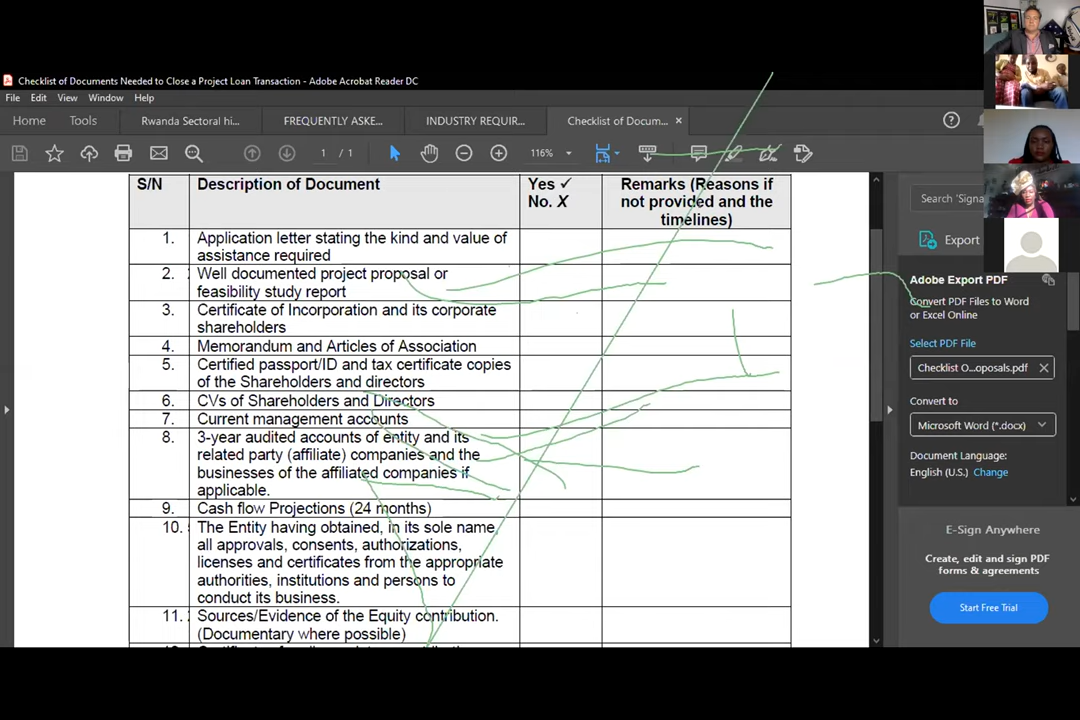 Checklist of Documents Needed to Close a Project Loan Transaction - Adobe Acrobat Reader DC
File Edit View Window Help
Home Tools Rwanda Sectoral hi... FREQUENTLY ASKE... INDUSTRY REQUIR... Checklist of Docum... ×
1 / 1 116%
S/N Description of Document Yes ✓ Remarks (Reasons if
No. X not provided and the
timelines)
1. Application letter stating the kind and value of
assistance required
2. Well documented project proposal or
feasibility study report
3. Certificate of Incorporation and its corporate
shareholders
4. Memorandum and Articles of Association
5. Certified passport/ID and tax certificate copies
of the Shareholders and directors
6. CVs of Shareholders and Directors
7. Current management accounts
8. 3-year audited accounts of entity and its
related party (affiliate) companies and the
businesses of the affiliated companies if
applicable.
9. Cash flow Projections (24 months)
10. The Entity having obtained, in its sole name,
all approvals, consents, authorizations,
licenses and certificates from the appropriate
authorities, institutions and persons to
conduct its business.
11. Sources/Evidence of the Equity contribution.
(Documentary where possible)
Search 'Sign
Export
Adobe Export PDF
Convert PDF Files to Word
or Excel Online
Select PDF File
Checklist O...oposals.pdf ×
Convert to
Microsoft Word (*.docx)
Document Language:
English (U.S.) Change
E-Sign Anywhere
Create, edit and sign PDF
forms & agreements
Start Free Trial